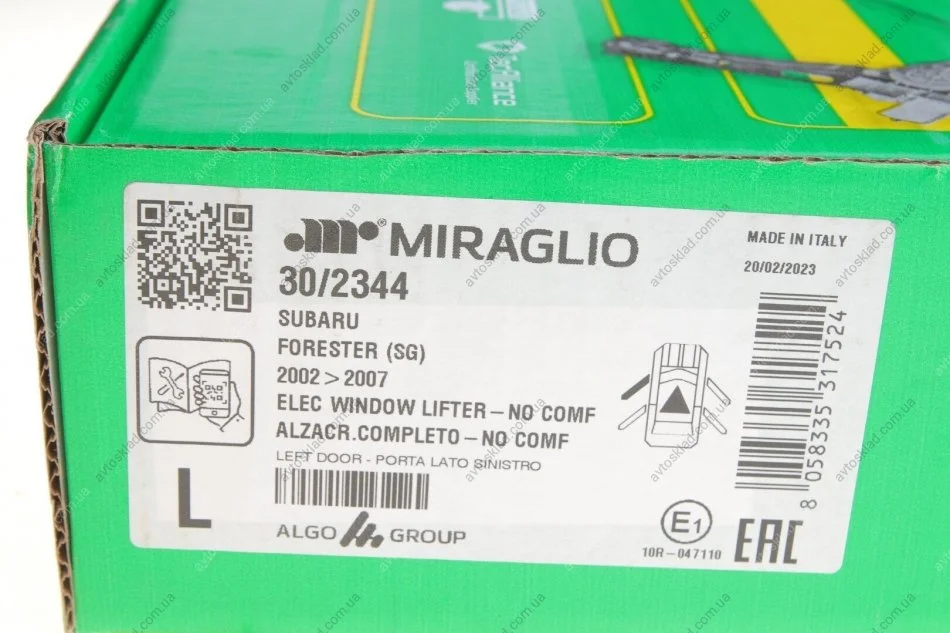 MIRAGLIO
MADE IN ITALY
30/2344
20/02/2023
SUBARU
FORESTER (SG)
2002 > 2007
ELEC WINDOW LIFTER – NO COMF
ALZACR.COMPLETO – NO COMF
LEFT DOOR - PORTA LATO SINISTRO
L
ALGO GROUP
8 058335 317524
E1
10R-047110
EAC
avtosklad.com.ua